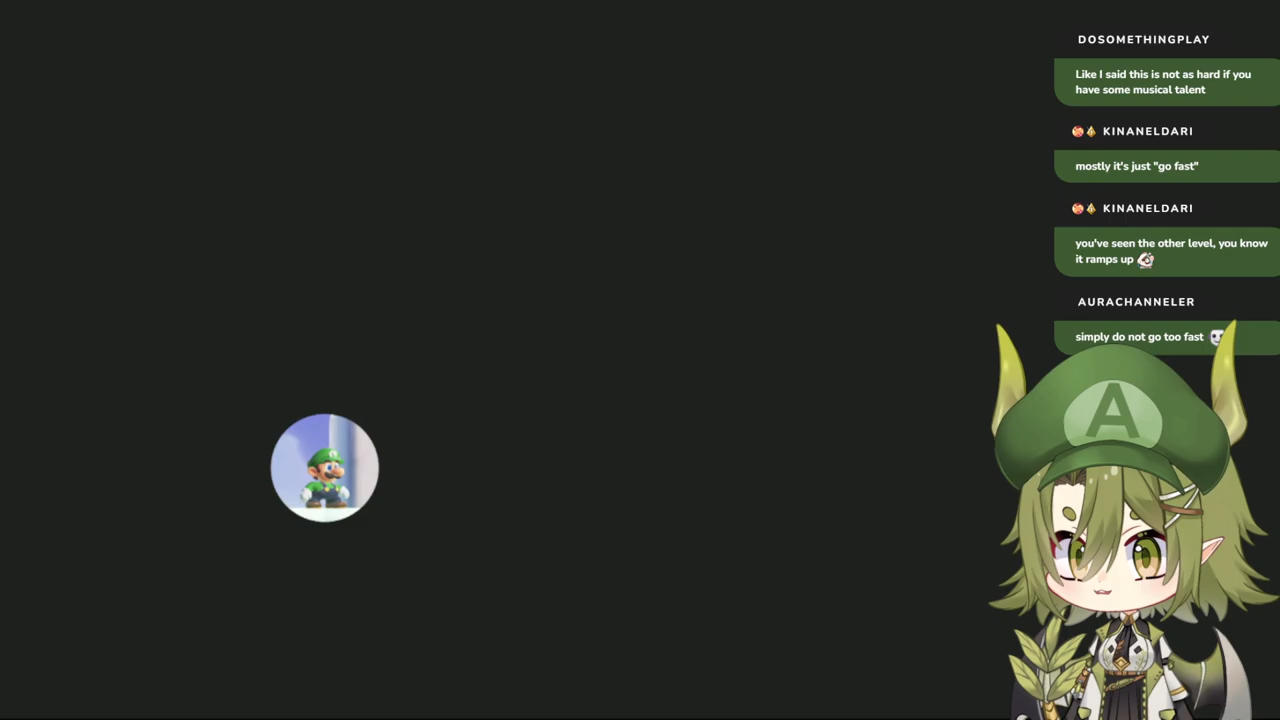 DOSOMETHINGPLAY
Like I said this is not as hard if you
have some musical talent
KINANELDARI
mostly it's just "go fast"
KINANELDARI
you've seen the other level, you know
it ramps up
AURACHANNELER
simply do not go too fast
A